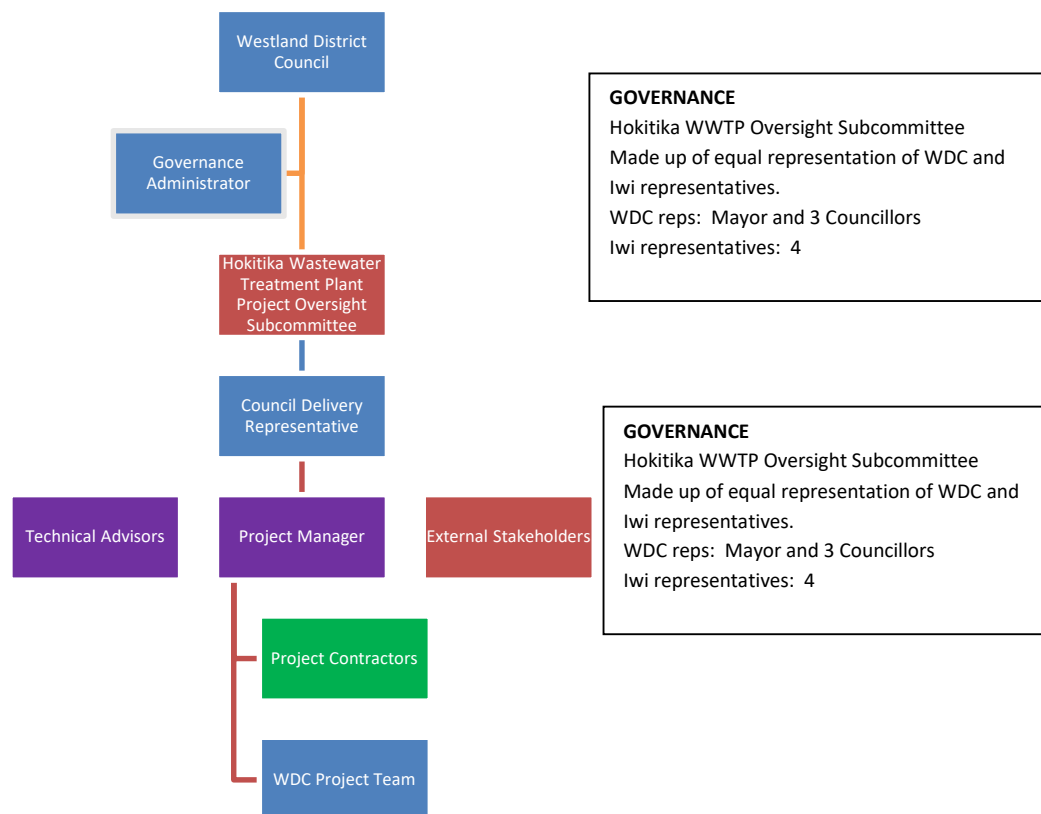 Westland District
Council
Governance
Administrator
Hokitika Wastewater
Treatment Plant
Project Oversight
Subcommittee
Council Delivery
Representative
Technical Advisors
Project Manager
External Stakeholders
Project Contractors
WDC Project Team
GOVERNANCE
Hokitika WWTP Oversight Subcommittee
Made up of equal representation of WDC and
Iwi representatives.
WDC reps:  Mayor and 3 Councillors
Iwi representatives:  4
GOVERNANCE
Hokitika WWTP Oversight Subcommittee
Made up of equal representation of WDC and
Iwi representatives.
WDC reps:  Mayor and 3 Councillors
Iwi representatives:  4